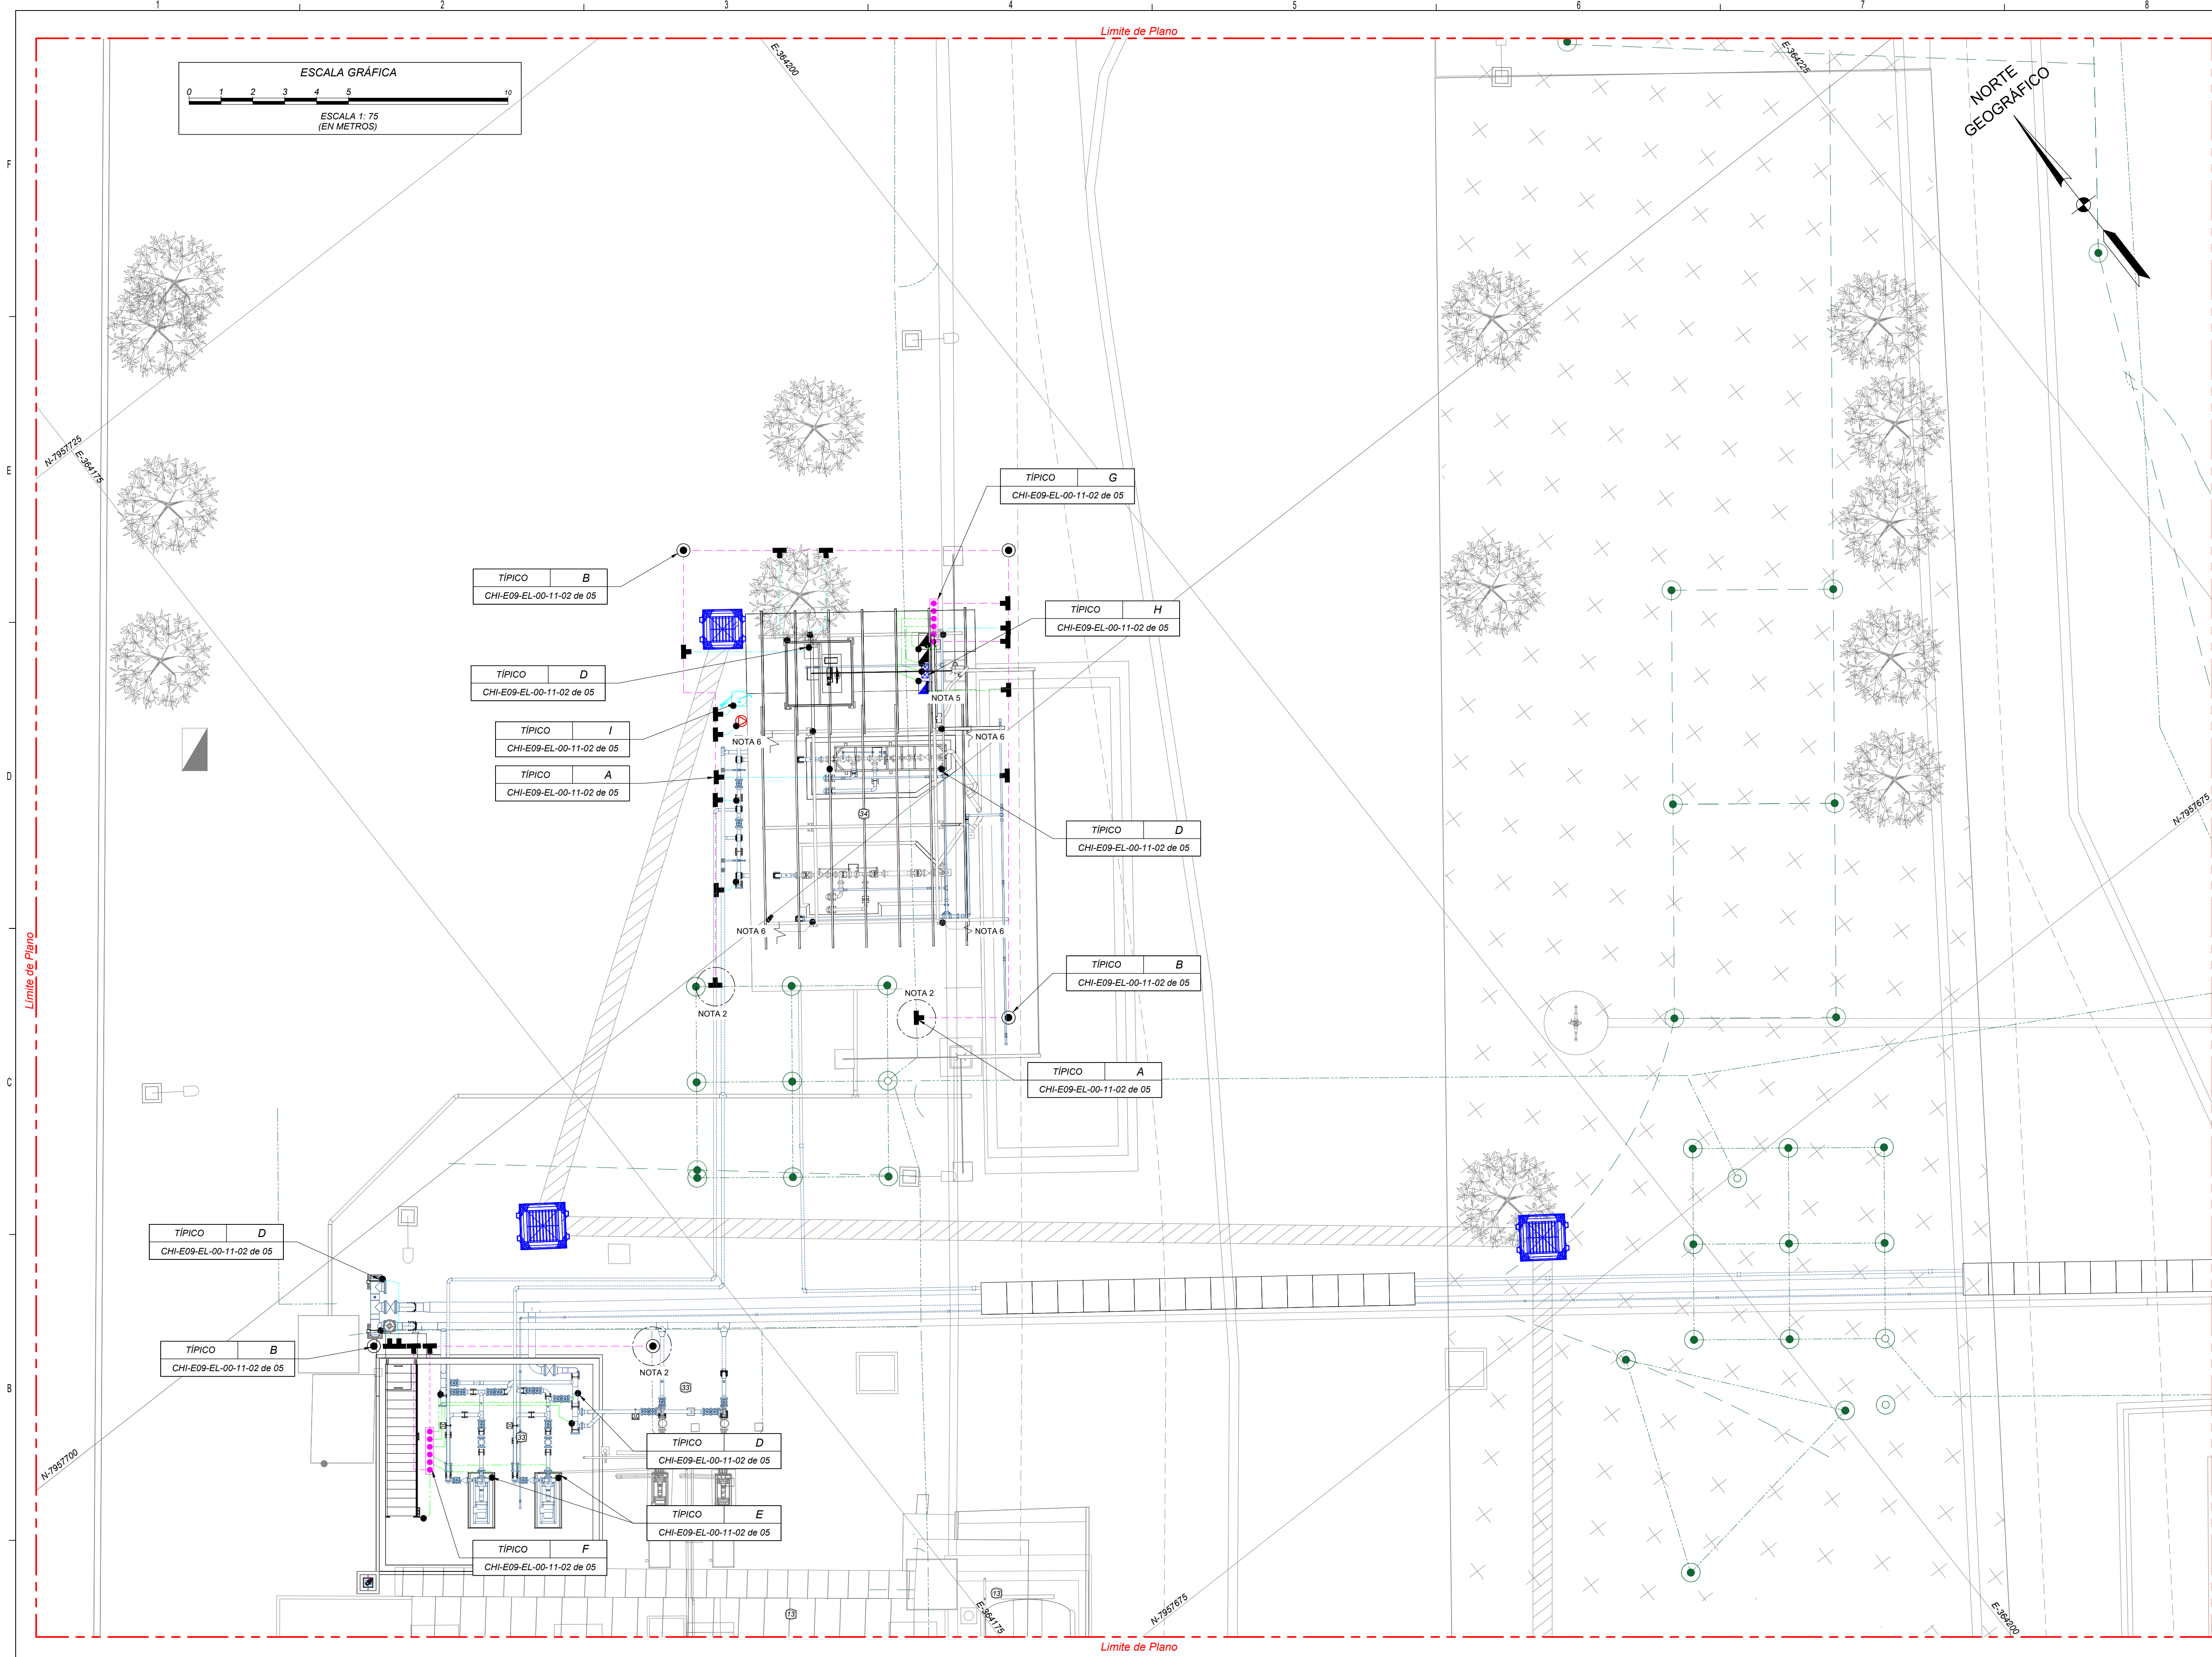 1 2 3 4 5 6 7 8
Límite de Plano
ESCALA GRÁFICA
0 1 2 3 4 5 10
ESCALA 1: 75
(EN METROS)
E-364200
E-364225
NORTE
GEOGRÁFICO
F
N-7957725
E-364175
E
TÍPICO G
CHI-E09-EL-00-11-02 de 05
TÍPICO B
CHI-E09-EL-00-11-02 de 05
TÍPICO H
CHI-E09-EL-00-11-02 de 05
TÍPICO D
CHI-E09-EL-00-11-02 de 05
NOTA 5
TÍPICO I
CHI-E09-EL-00-11-02 de 05
NOTA 6
NOTA 6
D
TÍPICO A
CHI-E09-EL-00-11-02 de 05
34
N-7957675
TÍPICO D
CHI-E09-EL-00-11-02 de 05
NOTA 6
NOTA 6
Límite de Plano
TÍPICO B
CHI-E09-EL-00-11-02 de 05
NOTA 2
NOTA 2
C
TÍPICO A
CHI-E09-EL-00-11-02 de 05
TÍPICO D
CHI-E09-EL-00-11-02 de 05
TÍPICO B
CHI-E09-EL-00-11-02 de 05
NOTA 2
B
33
33
TÍPICO D
CHI-E09-EL-00-11-02 de 05
N-7957700
TÍPICO E
CHI-E09-EL-00-11-02 de 05
TÍPICO F
CHI-E09-EL-00-11-02 de 05
13
13
E-364175
N-7957675
E-364200
Límite de Plano